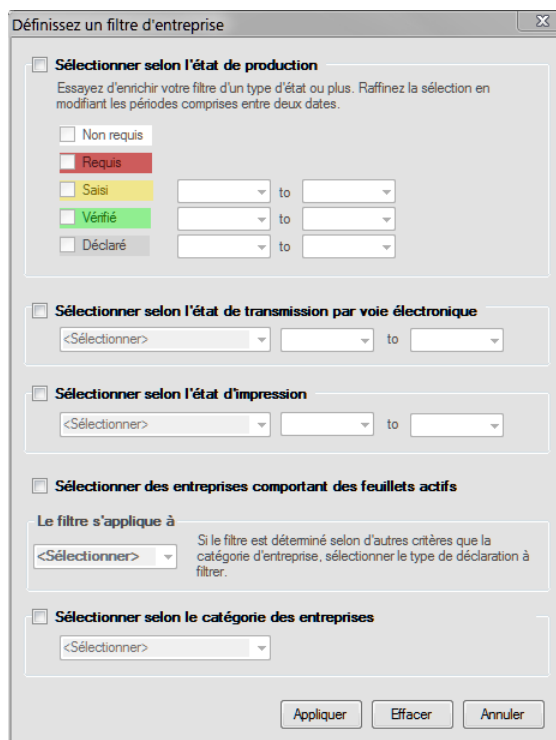 Définissez un filtre d'entreprise
Sélectionner selon l'état de production
Essayez d'enrichir votre filtre d'un type d'état ou plus. Raffinez la sélection en
modifiant les périodes comprises entre deux dates.
Non requis
Requis
Saisi to
Vérifié to
Déclaré to
Sélectionner selon l'état de transmission par voie électronique
<Sélectionner> to
Sélectionner selon l'état d'impression
<Sélectionner> to
Sélectionner des entreprises comportant des feuillets actifs
Le filtre s'applique à
<Sélectionner>
Si le filtre est déterminé selon d'autres critères que la
catégorie d'entreprise, sélectionner le type de déclaration à
filtrer.
Sélectionner selon le catégorie des entreprises
<Sélectionner>
Appliquer Effacer Annuler